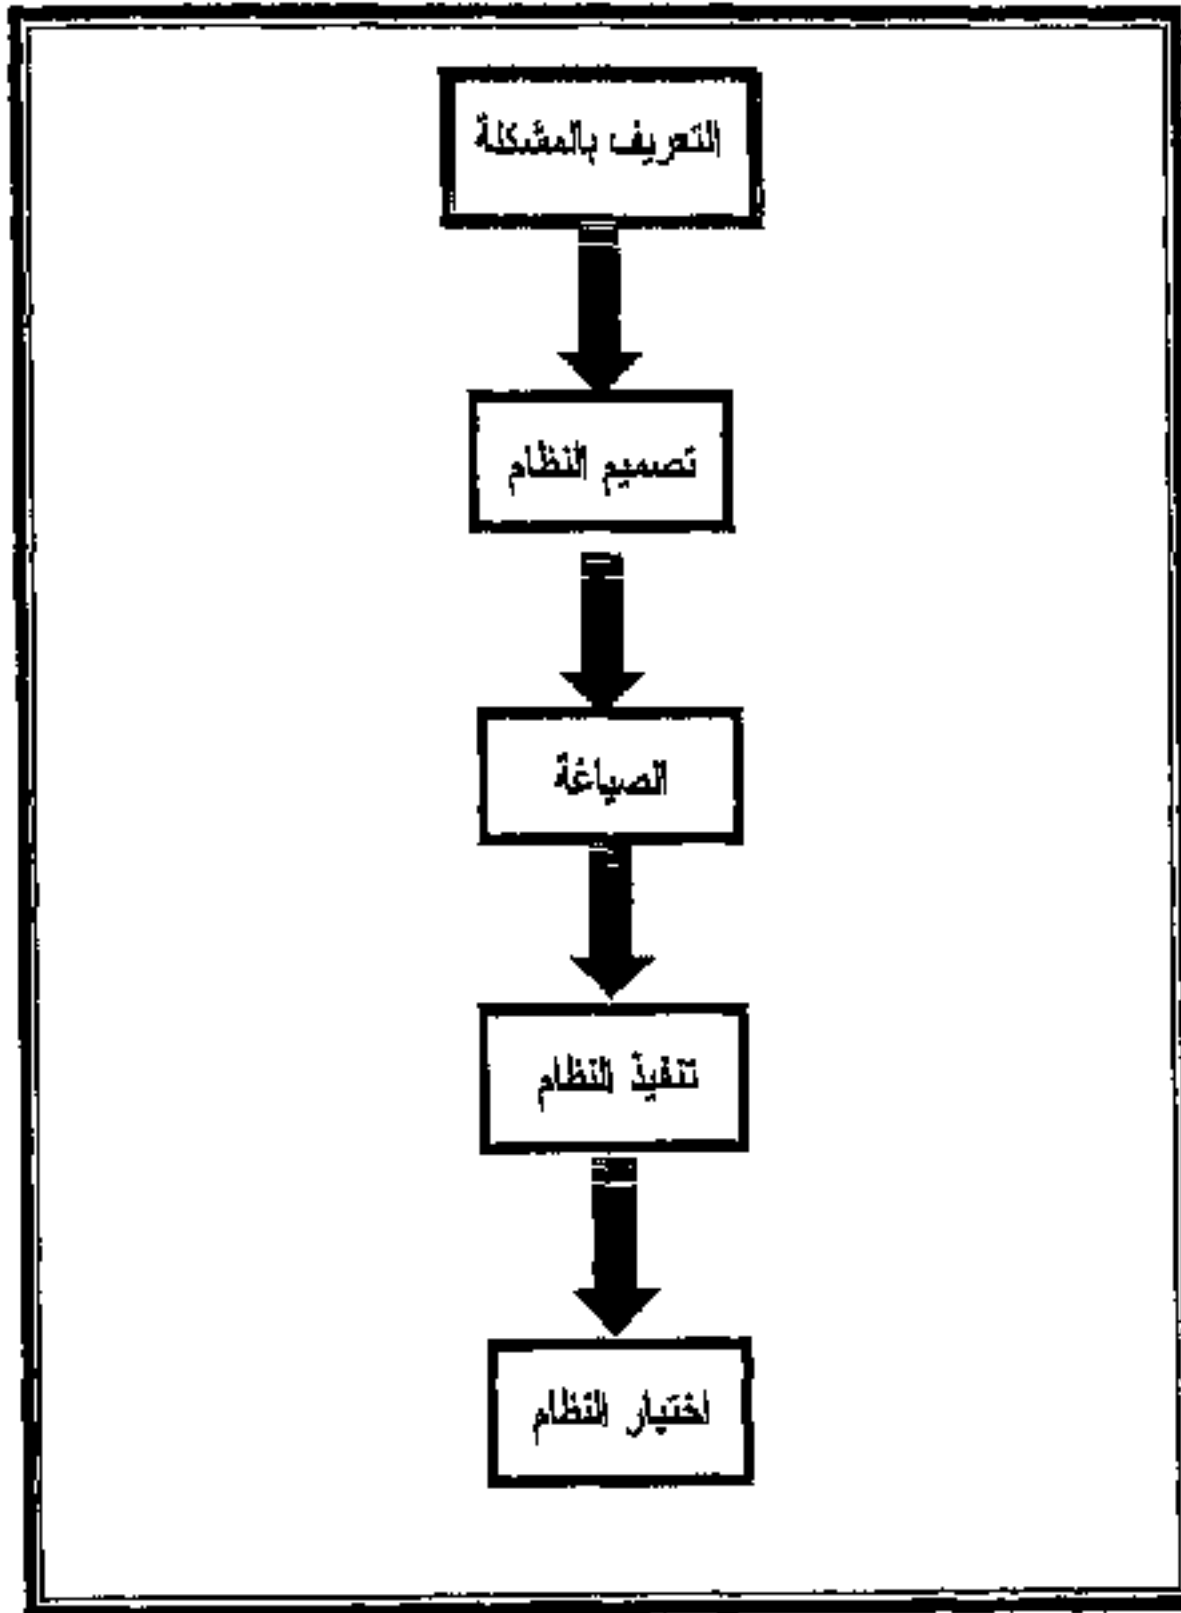 التعريف بالمشكلة
تصميم النظام
الصياغة
تنفيذ النظام
اختبار النظام